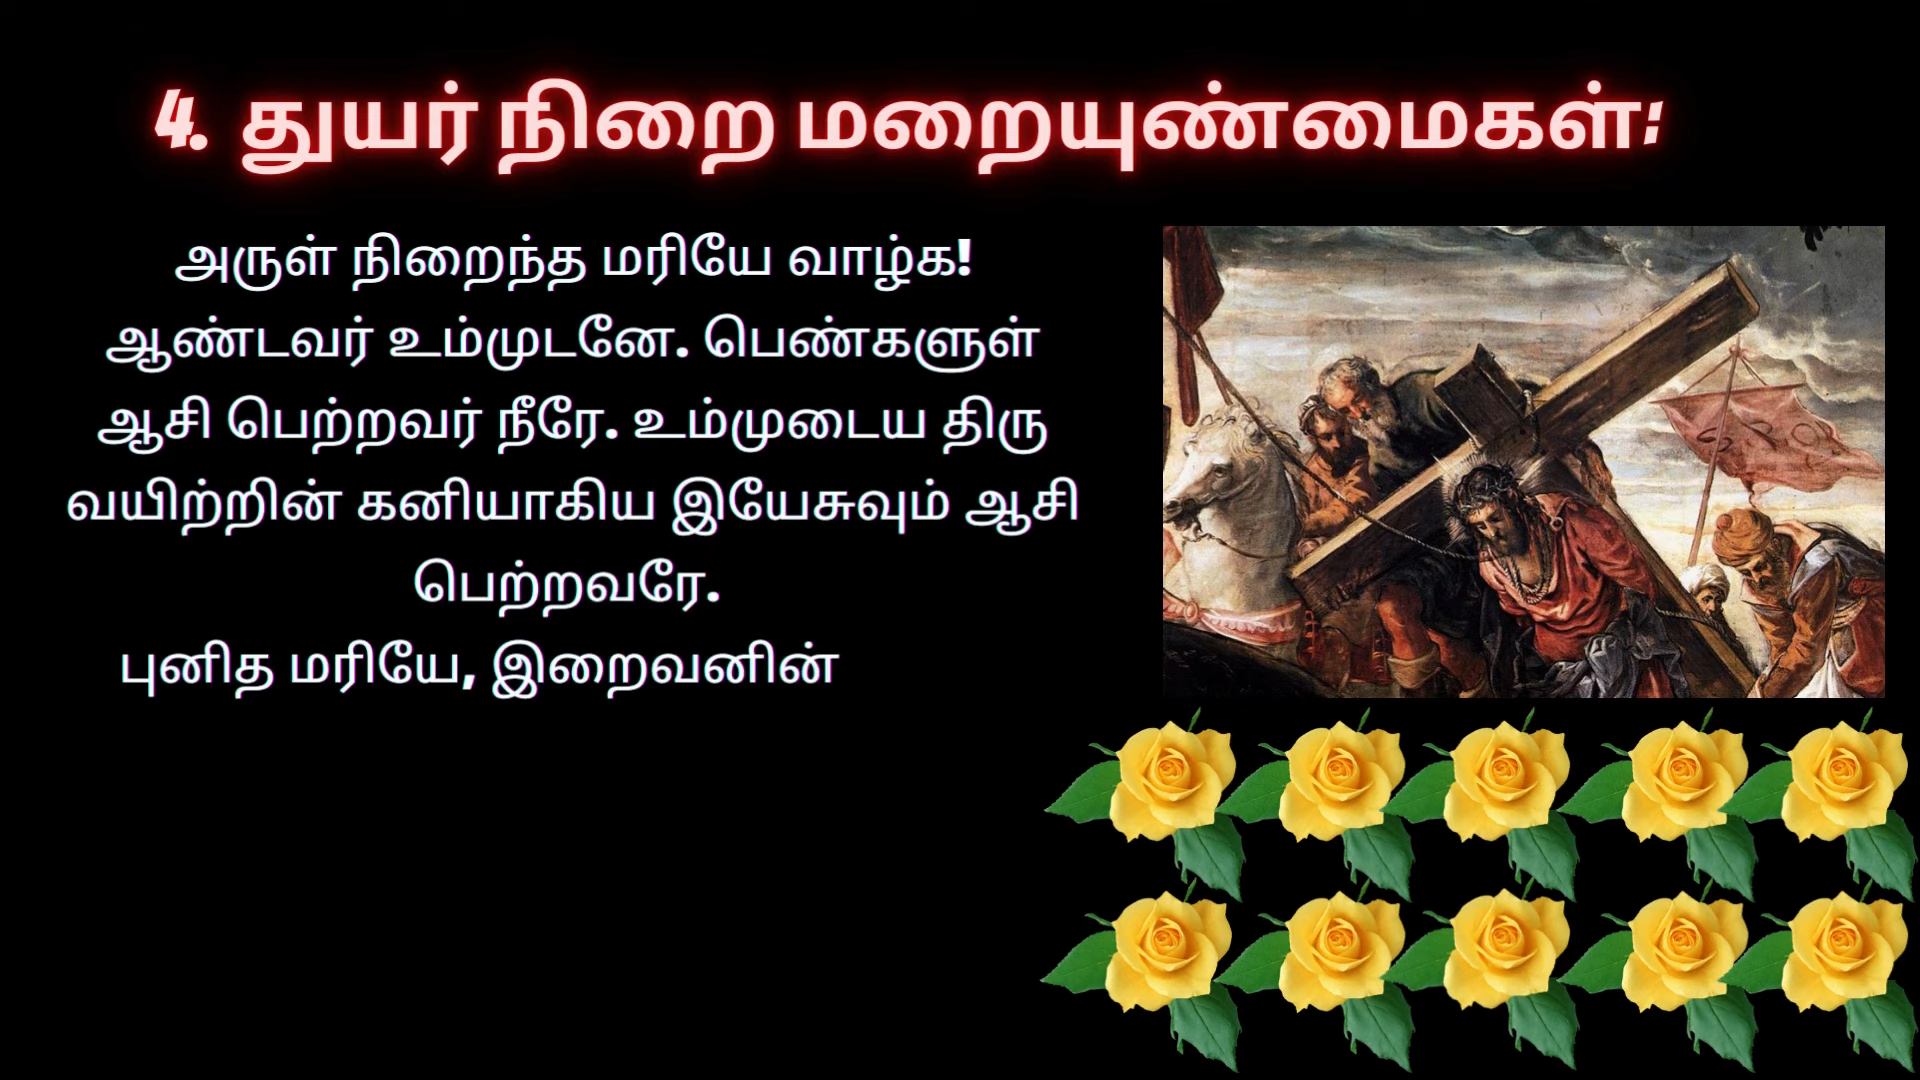 4. துயர் நிறை மறையுண்மைகள்:
அருள் நிறைந்த மரியே வாழ்க!
ஆண்டவர் உம்முடனே. பெண்களுள்
ஆசி பெற்றவர் நீரே. உம்முடைய திரு
வயிற்றின் கனியாகிய இயேசுவும் ஆசி
பெற்றவரே.
புனித மரியே, இறைவனின்